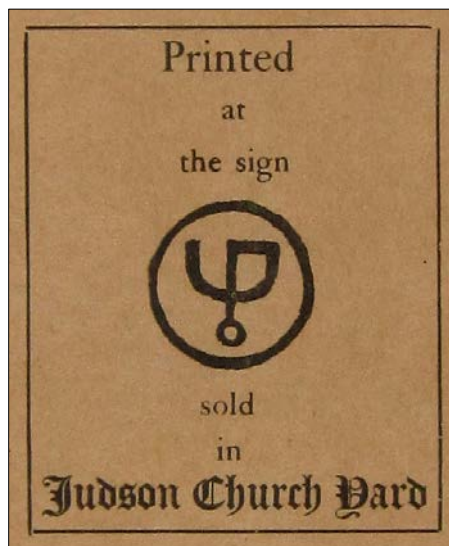 Printed
at
the sign
sold
in
Judson Church Yard